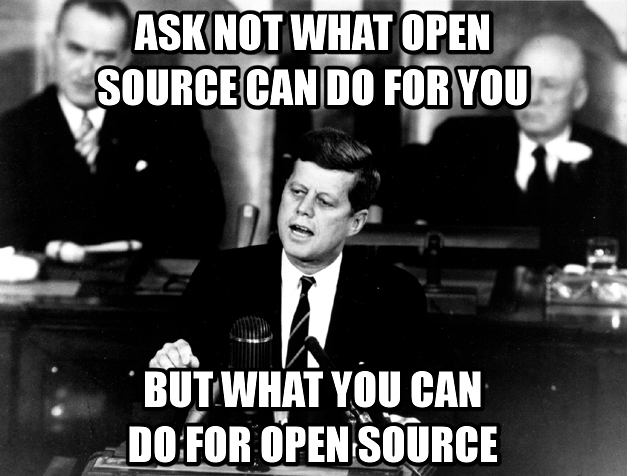 ASK NOT WHAT OPEN
SOURCE CAN DO FOR YOU
BUT WHAT YOU CAN
DO FOR OPEN SOURCE